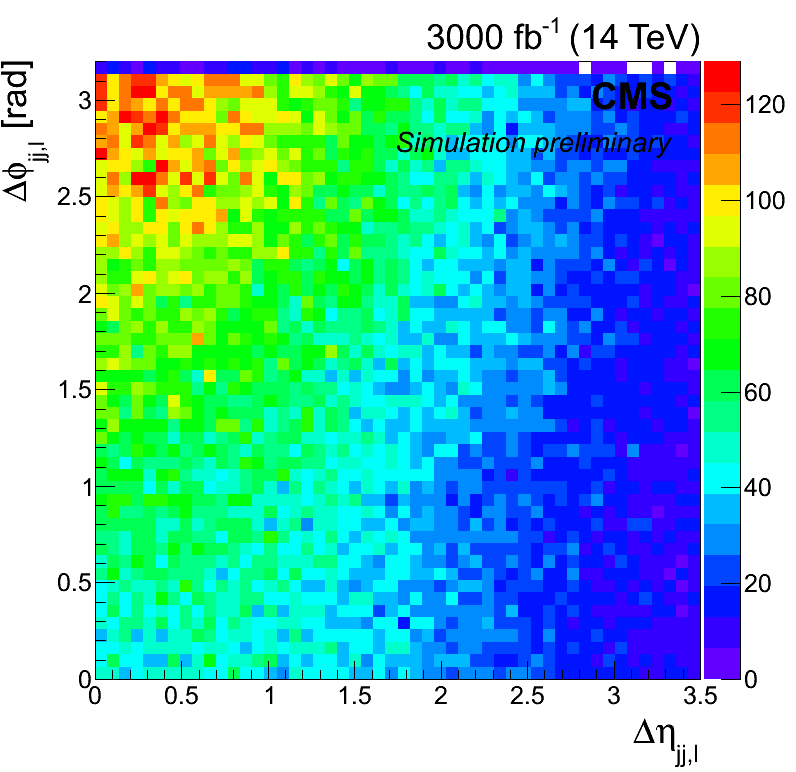 3000 fb-1 (14 TeV)
CMS
Simulation preliminary
Δϕjj,l [rad]
3
2.5
2
1.5
1
0.5
0
0 0.5 1 1.5 2 2.5 3 3.5
Δηjj,l
120
100
80
60
40
20
0